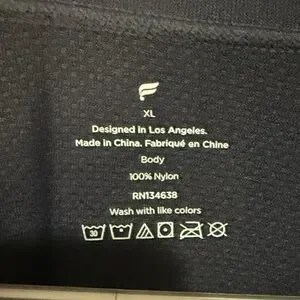 XL
Designed in Los Angeles.
Made in China. Fabriqué en Chine
Body
100% Nylon
RN134638
Wash with like colors
30